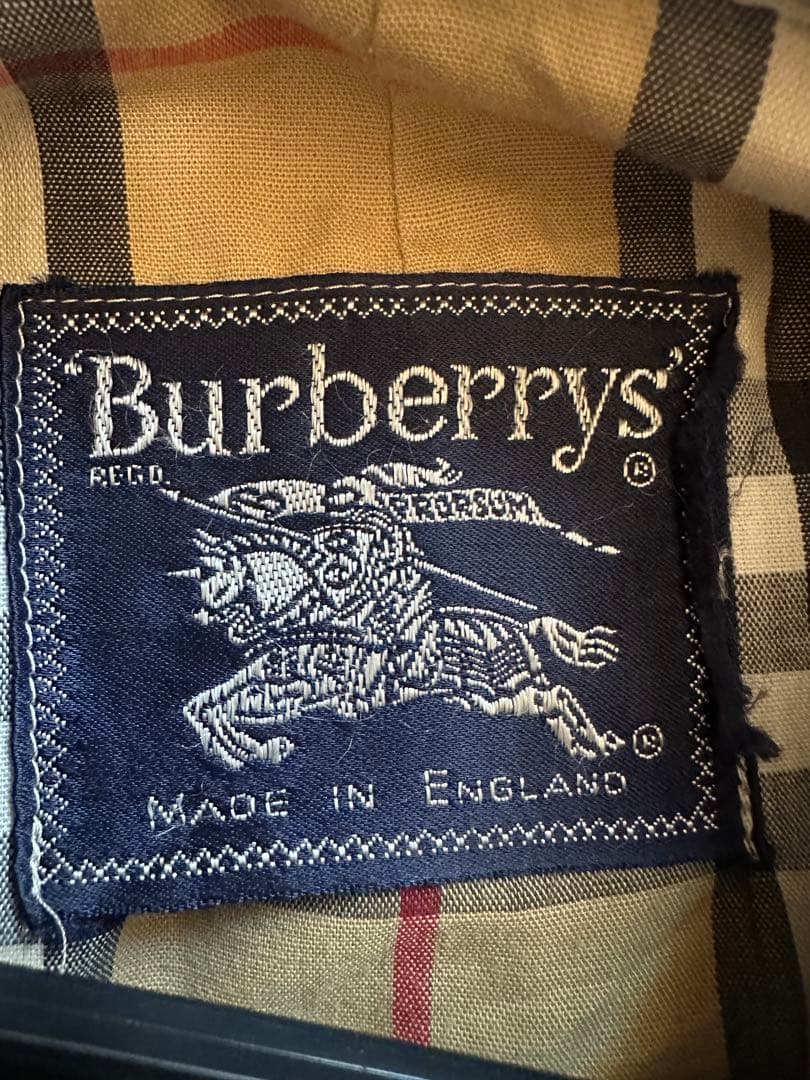 'Burberrys'
REGD. ®
PRORSUM
®
MADE IN ENGLAND